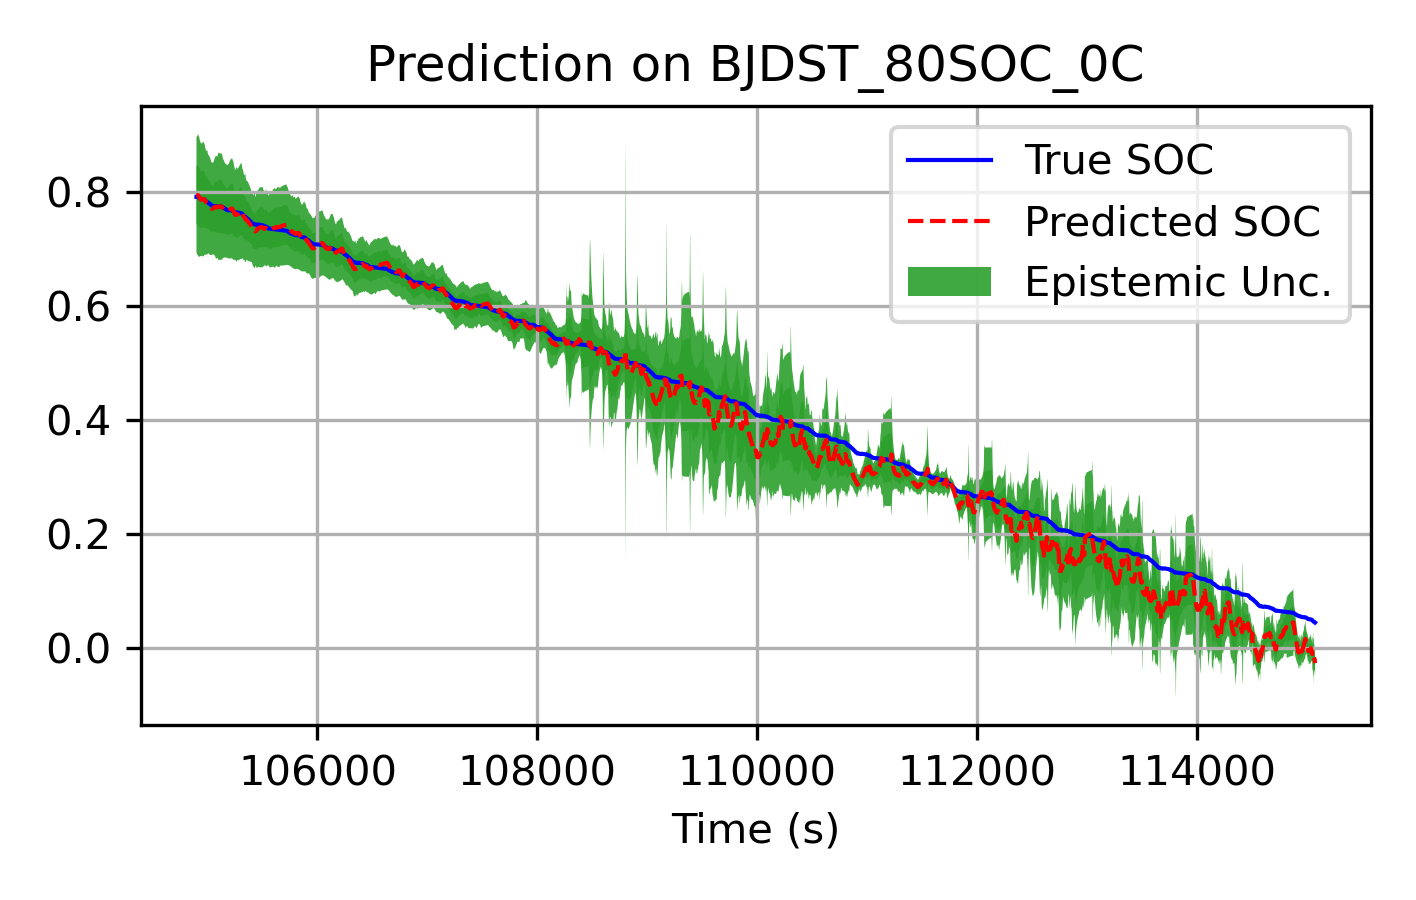 Prediction on BJDST_80SOC_0C
True SOC
Predicted SOC
Epistemic Unc.
0.8
0.6
0.4
0.2
0.0
106000 108000 110000 112000 114000
Time (s)